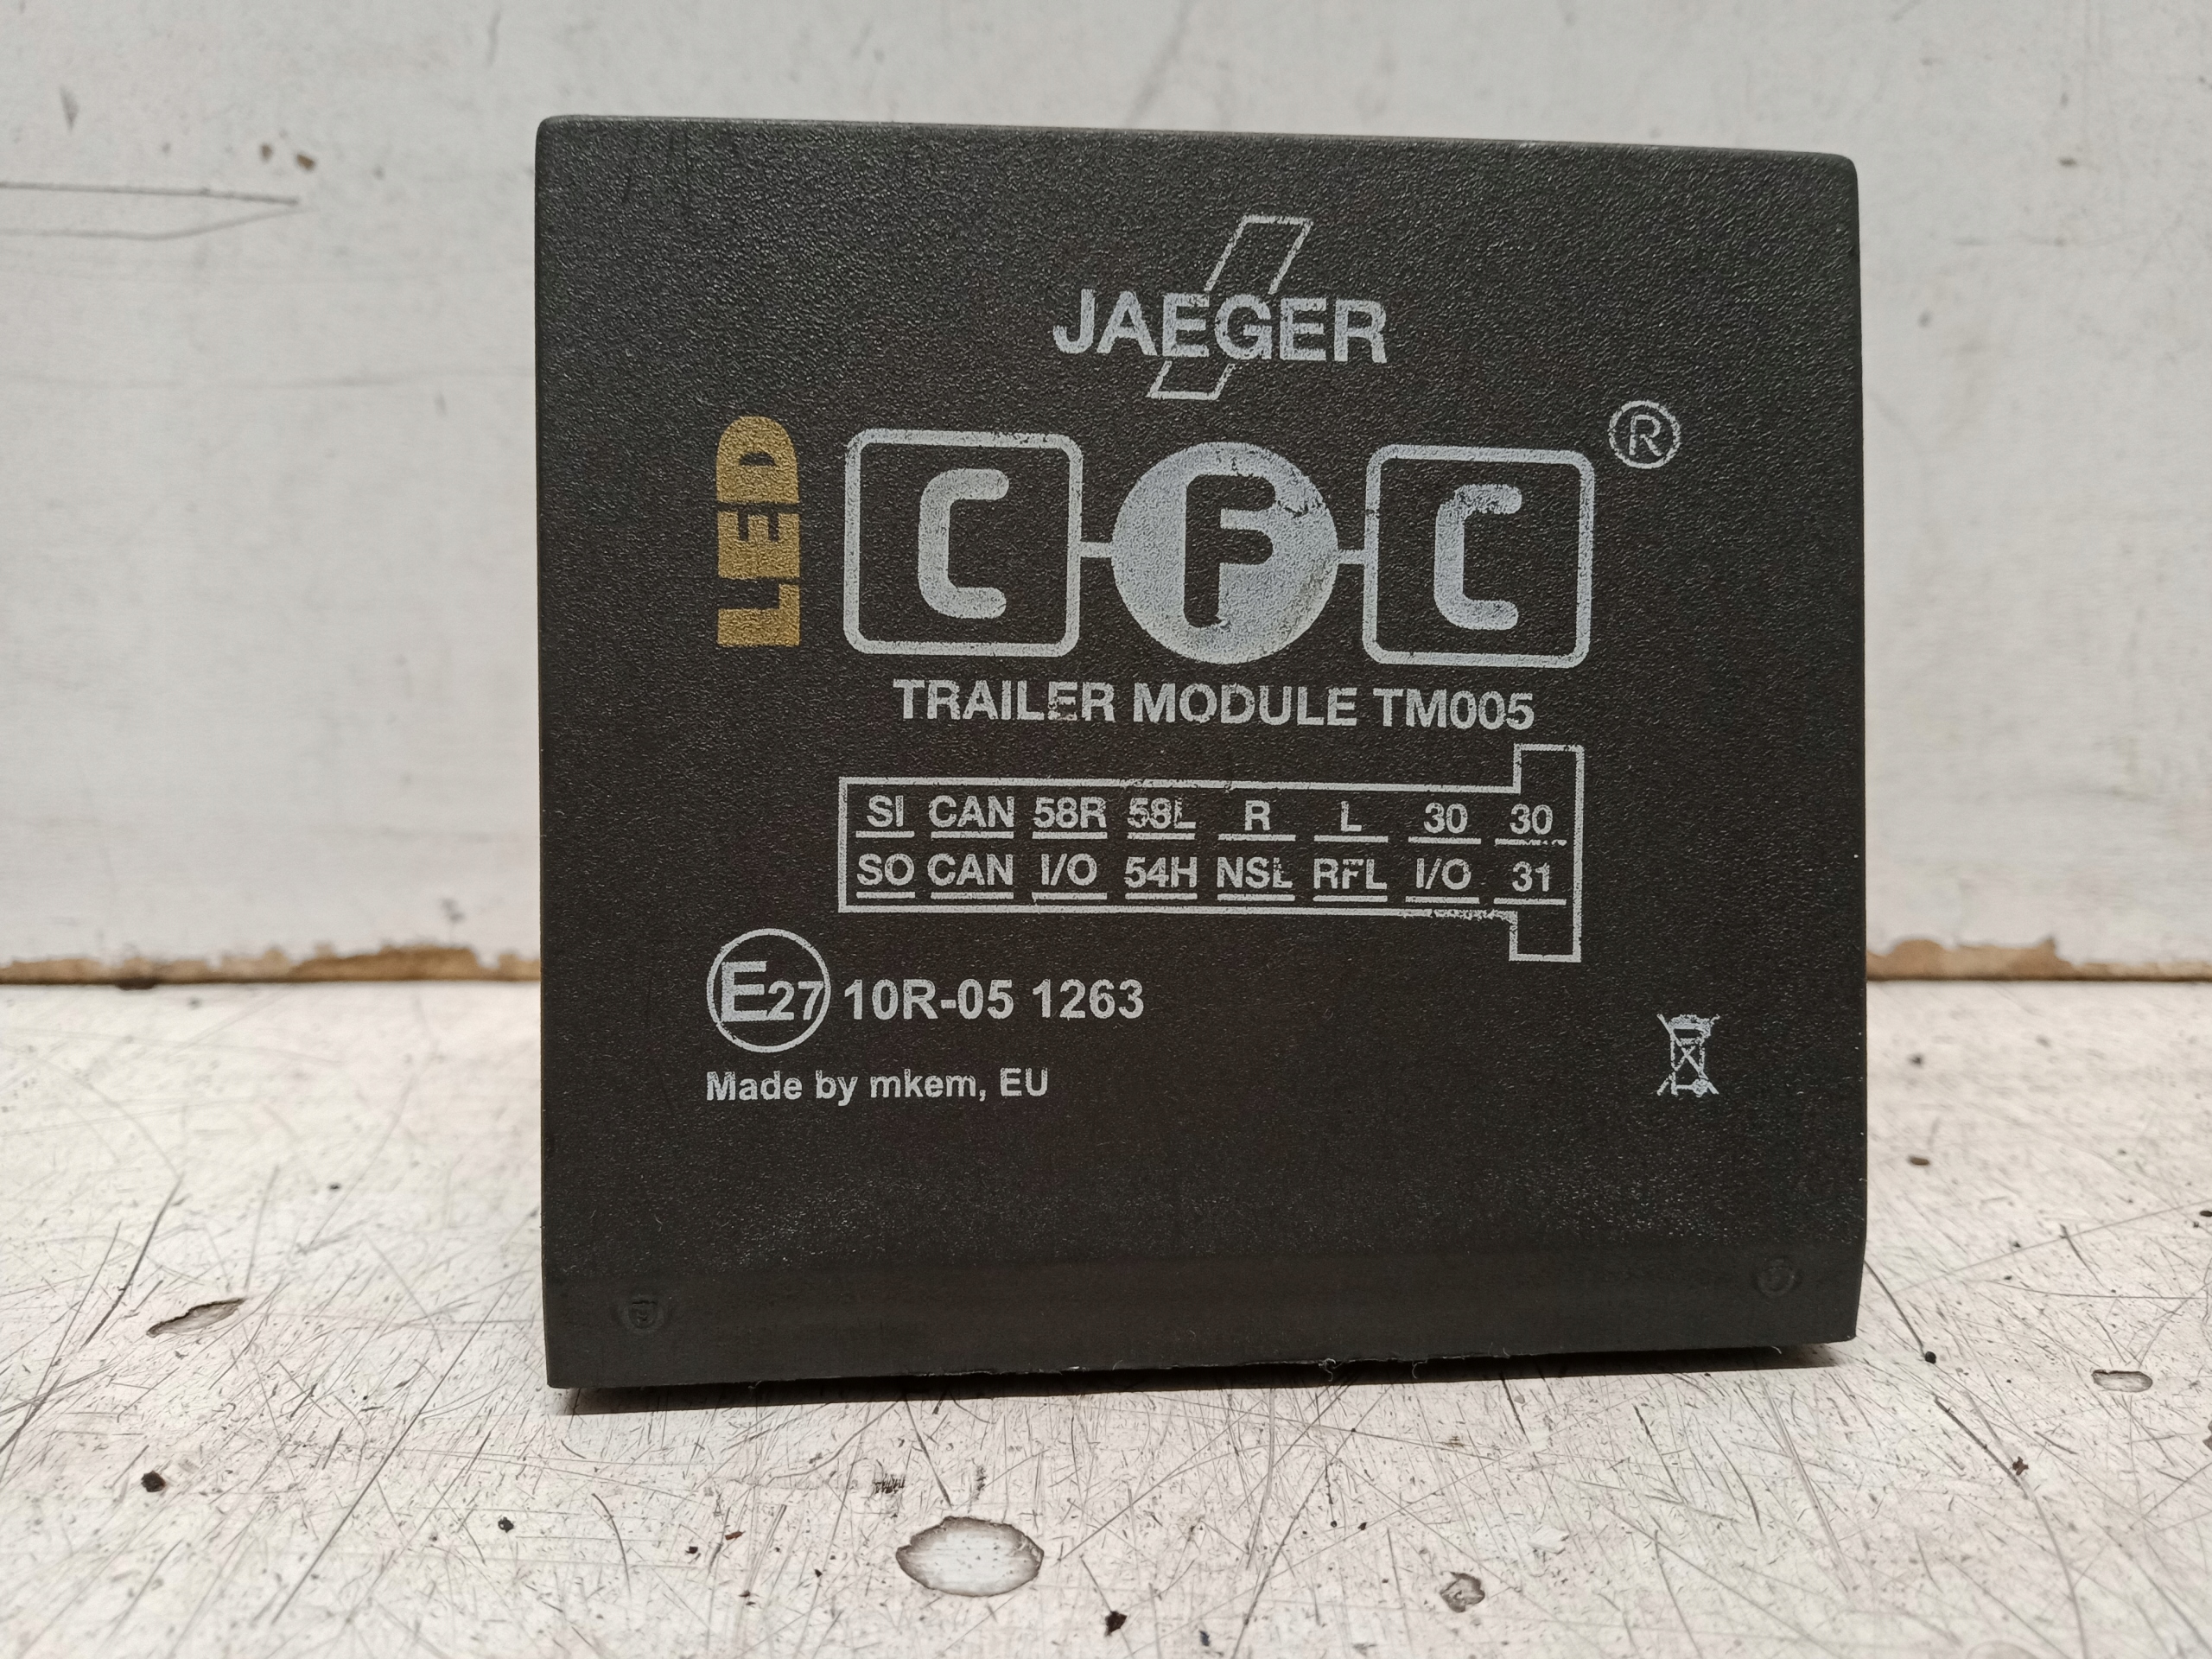 JAEGER
LED
CFC®
TRAILER MODULE TM005
SI CAN 58R 58L R L 30 30
SO CAN I/O 54H NSL RFL I/O 31
E27 10R-05 1263
Made by mkem, EU